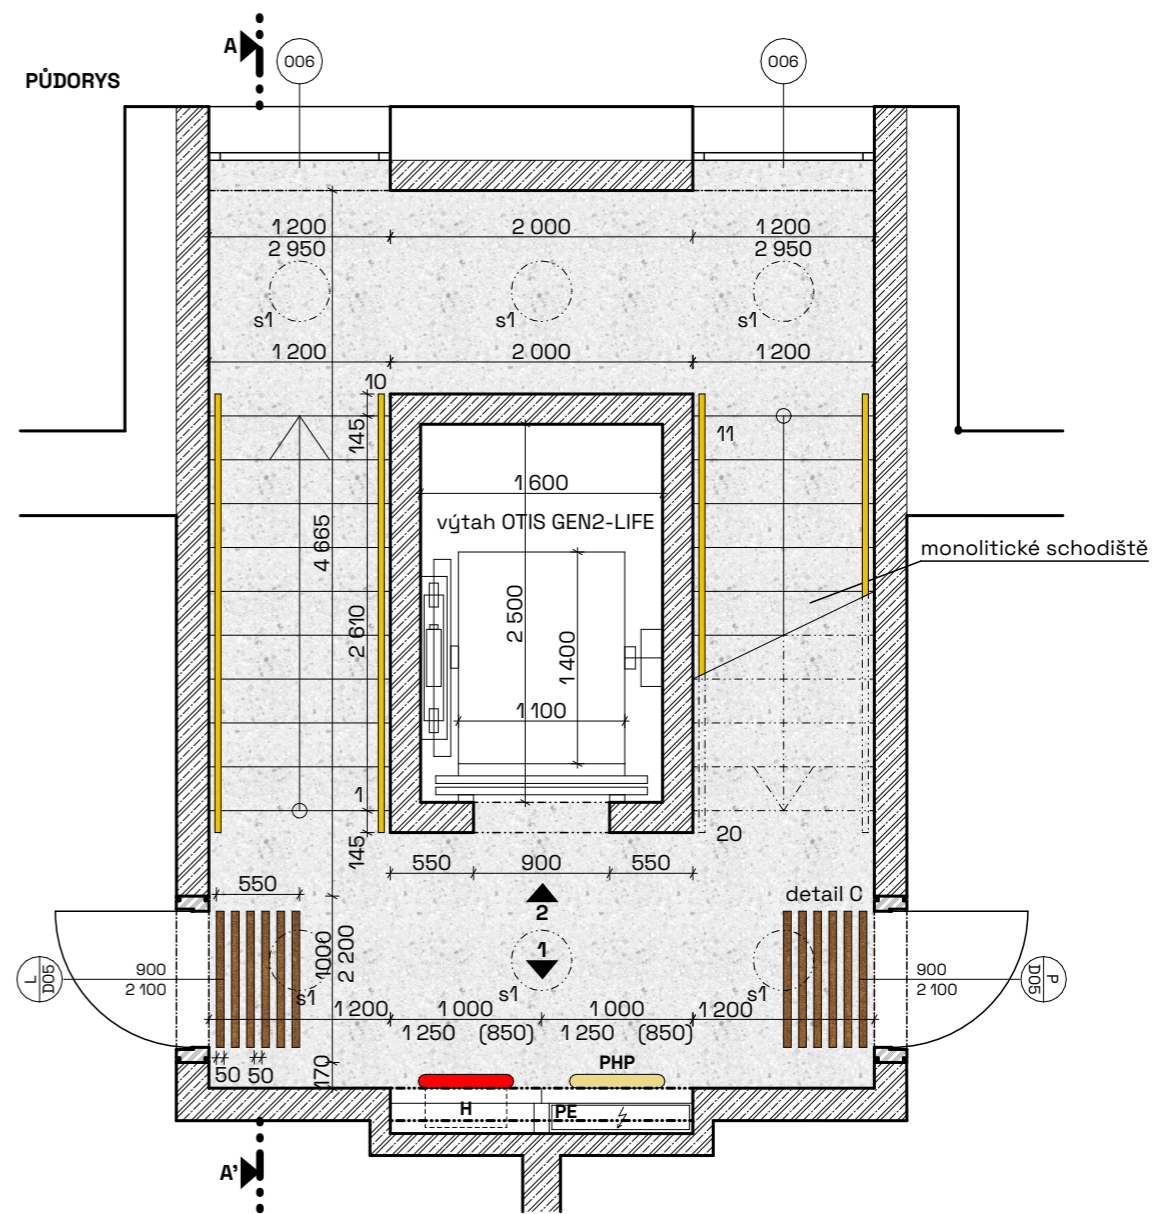 A
006
006
PŮDORYS
1 200
2 000
1 200
2 950
2 950
s1
s1
s1
1 200
2 000
1 200
10
145
11
1 600
výtah OTIS GEN2-LIFE
monolitické schodiště
4 665
2 610
2 500
1 400
1 100
1
145
20
550
900
550
550
detail C
2
1
1000
2 200
L
D05
900
2 100
900
2 100
P
D05
s1
s1
s1
1 200
1 000
1 000
1 200
1 250
(850)
1 250
(850)
50
50
170
PHP
H
PE
A'